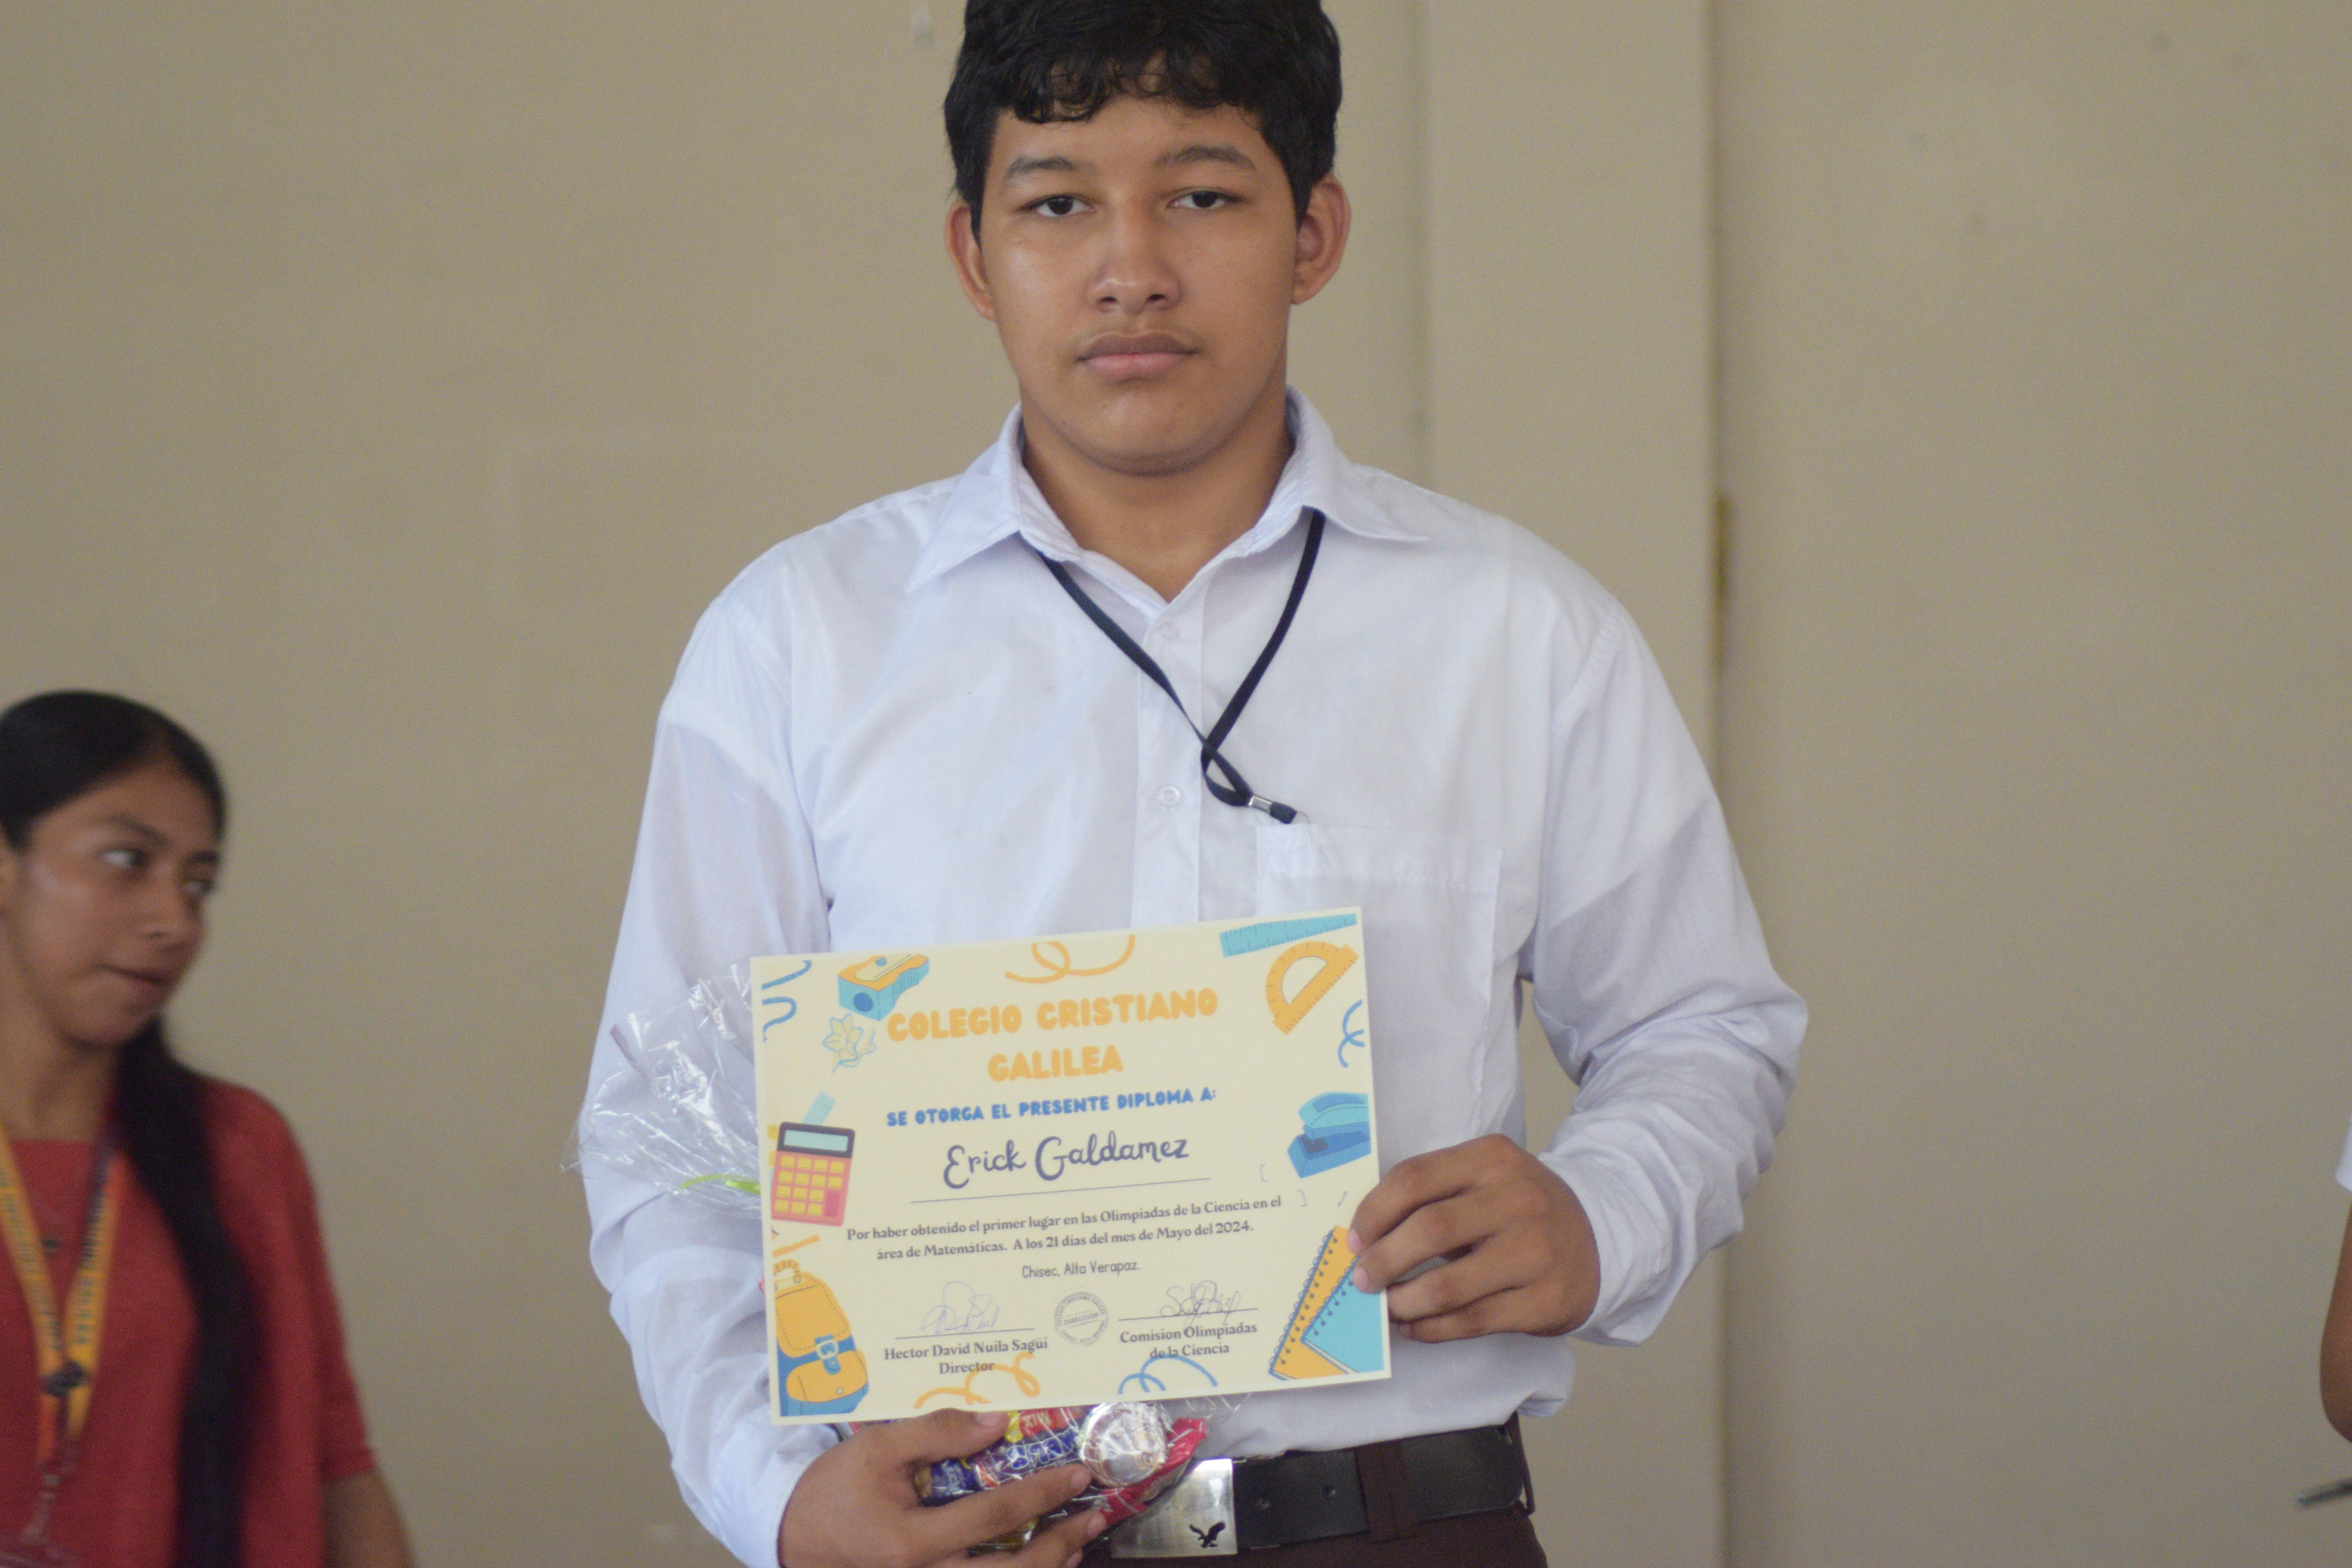 COLEGIO CRISTIANO
GALILEA
SE OTORGA EL PRESENTE DIPLOMA A:
Erick Galdamez
Por haber obtenido el primer lugar en las Olimpiadas de la Ciencia en el
área de Matemáticas. A los 21 días del mes de Mayo del 2024.
Chisec, Alta Verapaz.
DIRECCION
Hector David Nuila Sagüi
Director
Comision Olimpiadas
de la Ciencia